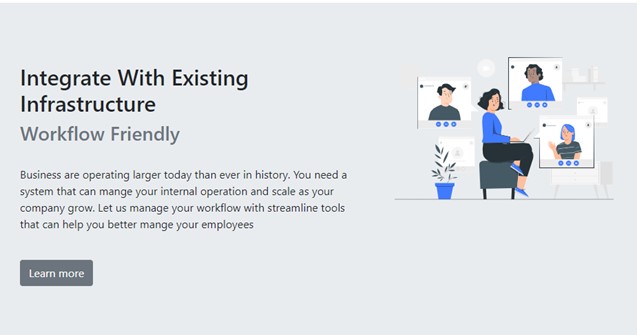 Integrate With Existing
Infrastructure
Workflow Friendly
Business are operating larger today than ever in history. You need a
system that can mange your internal operation and scale as your
company grow. Let us manage your workflow with streamline tools
that can help you better mange your employees
Learn more